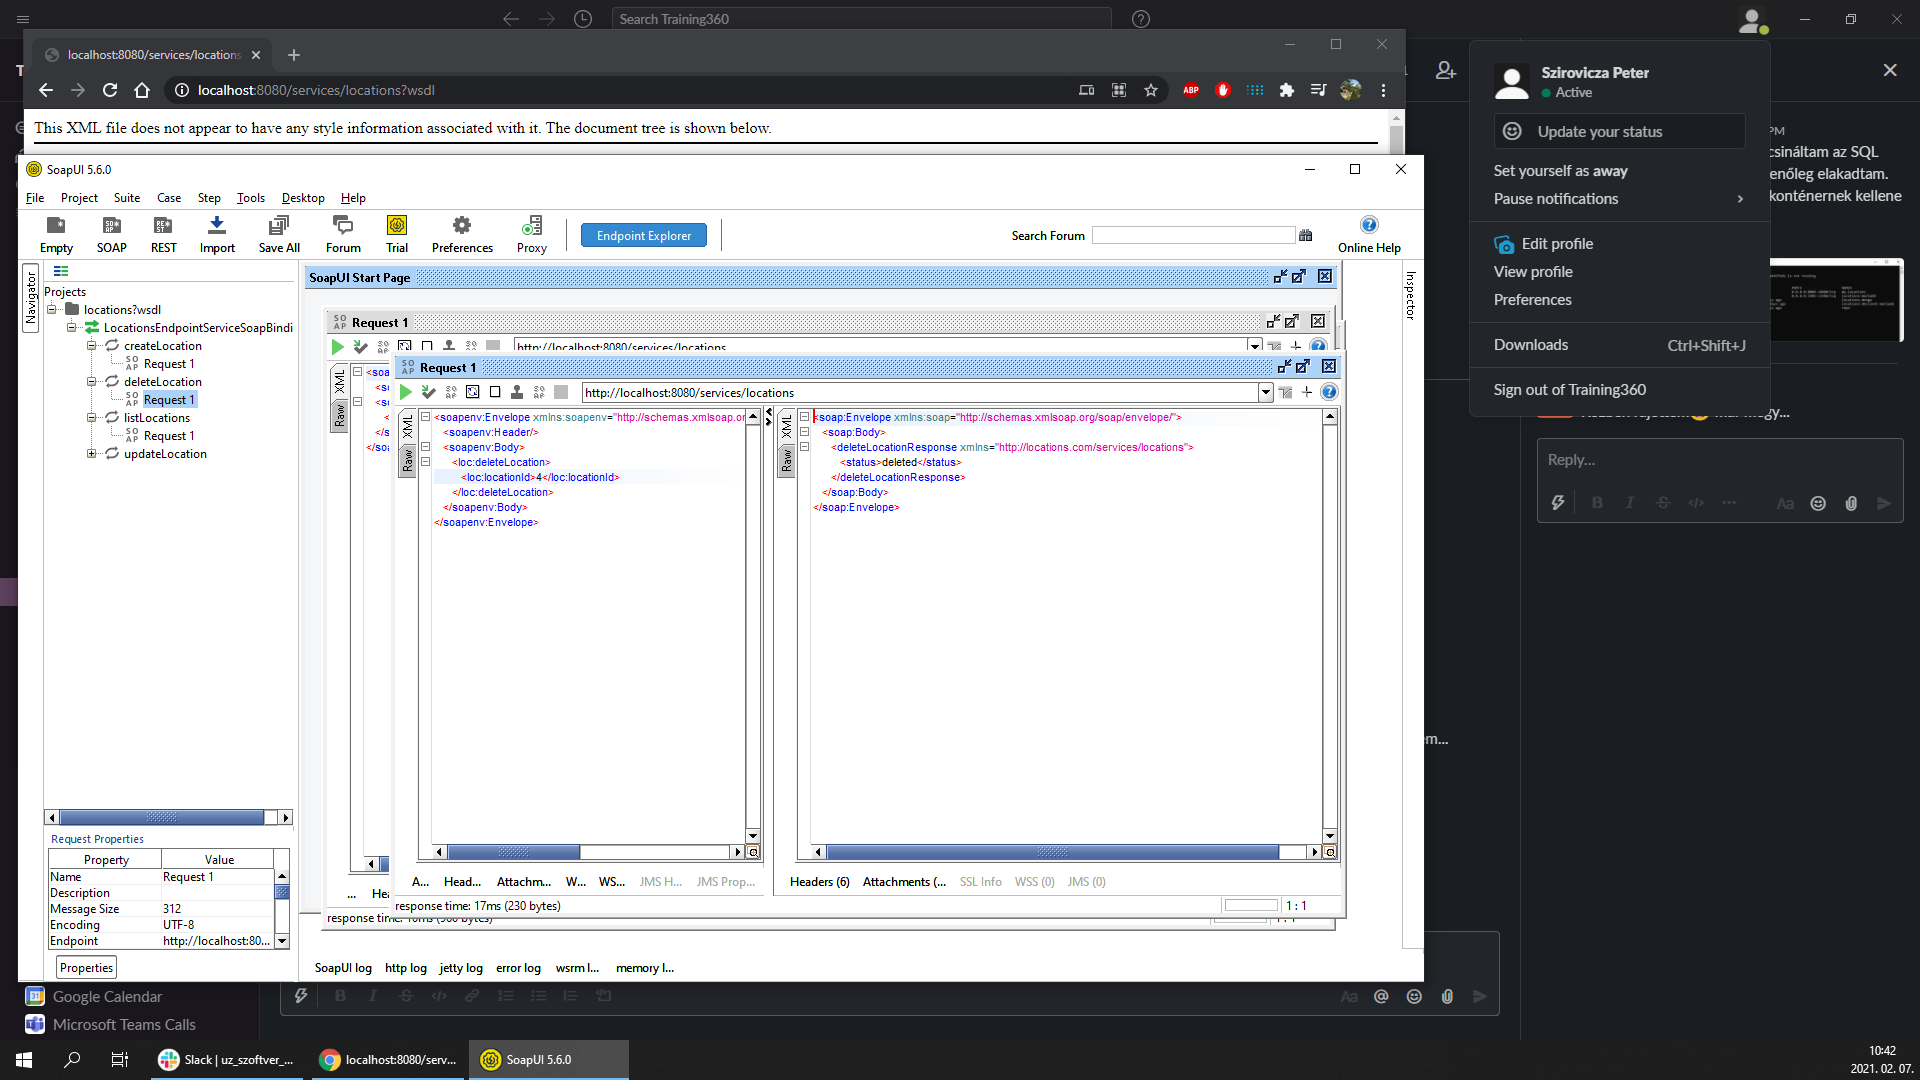 Search Training360
localhost:8080/services/locations
localhost:8080/services/locations?wsdl
This XML file does not appear to have any style information associated with it. The document tree is shown below.
SoapUI 5.6.0
File Project Suite Case Step Tools Desktop Help
Empty SOAP REST Import Save All Forum Trial Preferences Proxy
Endpoint Explorer
Search Forum
Online Help
Navigator
Projects
locations?wsdl
LocationsEndpointServiceSoapBindi
createLocation
Request 1
deleteLocation
Request 1
listLocations
Request 1
updateLocation
SoapUI Start Page
Inspector
Request 1
http://localhost:8080/services/locations
XML
Raw
Request 1
http://localhost:8080/services/locations
XML
Raw
<soapenv:Envelope xmlns:soapenv="http://schemas.xmlsoap.or
<soapenv:Header/>
<soapenv:Body>
<loc:deleteLocation>
<loc:locationId>4</loc:locationId>
</loc:deleteLocation>
</soapenv:Body>
</soapenv:Envelope>
XML
Raw
<soap:Envelope xmlns:soap="http://schemas.xmlsoap.org/soap/envelope/">
<soap:Body>
<deleteLocationResponse xmlns="http://locations.com/services/locations">
<status>deleted</status>
</deleteLocationResponse>
</soap:Body>
</soap:Envelope>
A... Head... Attachm... W... WS... JMS H... JMS Prop...
Headers (6) Attachments (... SSL Info WSS (0) JMS (0)
response time: 17ms (230 bytes)
1 : 1
Request Properties
Property Value
Name Request 1
Description
Message Size 312
Encoding UTF-8
Endpoint http://localhost:80...
Properties
SoapUI log http log jetty log error log wsrm l... memory l...
Google Calendar
Microsoft Teams Calls
Szirovicza Peter
Active
Update your status
Set yourself as away
Pause notifications
Edit profile
View profile
Preferences
Downloads Ctrl+Shift+J
Sign out of Training360
PM
csináltam az SQL
enőleg elakadtam.
konténernek kellene
Reply...
em...
Slack | uz_szoftver_...
localhost:8080/serv...
SoapUI 5.6.0
10:42
2021. 02. 07.